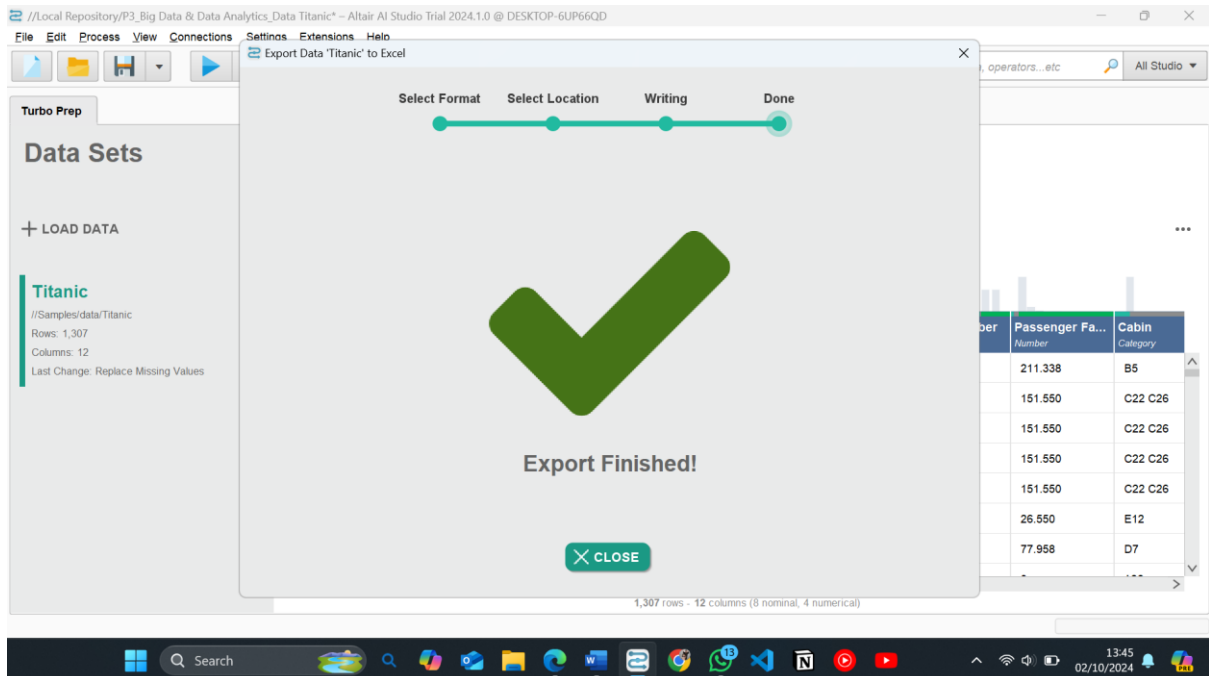 //Local Repository/P3_Big Data & Data Analytics_Data Titanic* – Altair AI Studio Trial 2024.1.0 @ DESKTOP-6UP66QD
File Edit Process View Connections Settings Extensions Help
Export Data 'Titanic' to Excel
, operators...etc
All Studio
Select Format Select Location Writing Done
Turbo Prep
Data Sets
LOAD DATA
Titanic
//Samples/data/Titanic
Rows: 1,307
Columns: 12
Last Change: Replace Missing Values
ber Passenger Fa... Cabin
Number Category
211.338 B5
151.550 C22 C26
151.550 C22 C26
151.550 C22 C26
151.550 C22 C26
26.550 E12
77.958 D7
Export Finished!
CLOSE
1,307 rows - 12 columns (8 nominal, 4 numerical)
Search
13
13:45
02/10/2024
PRE